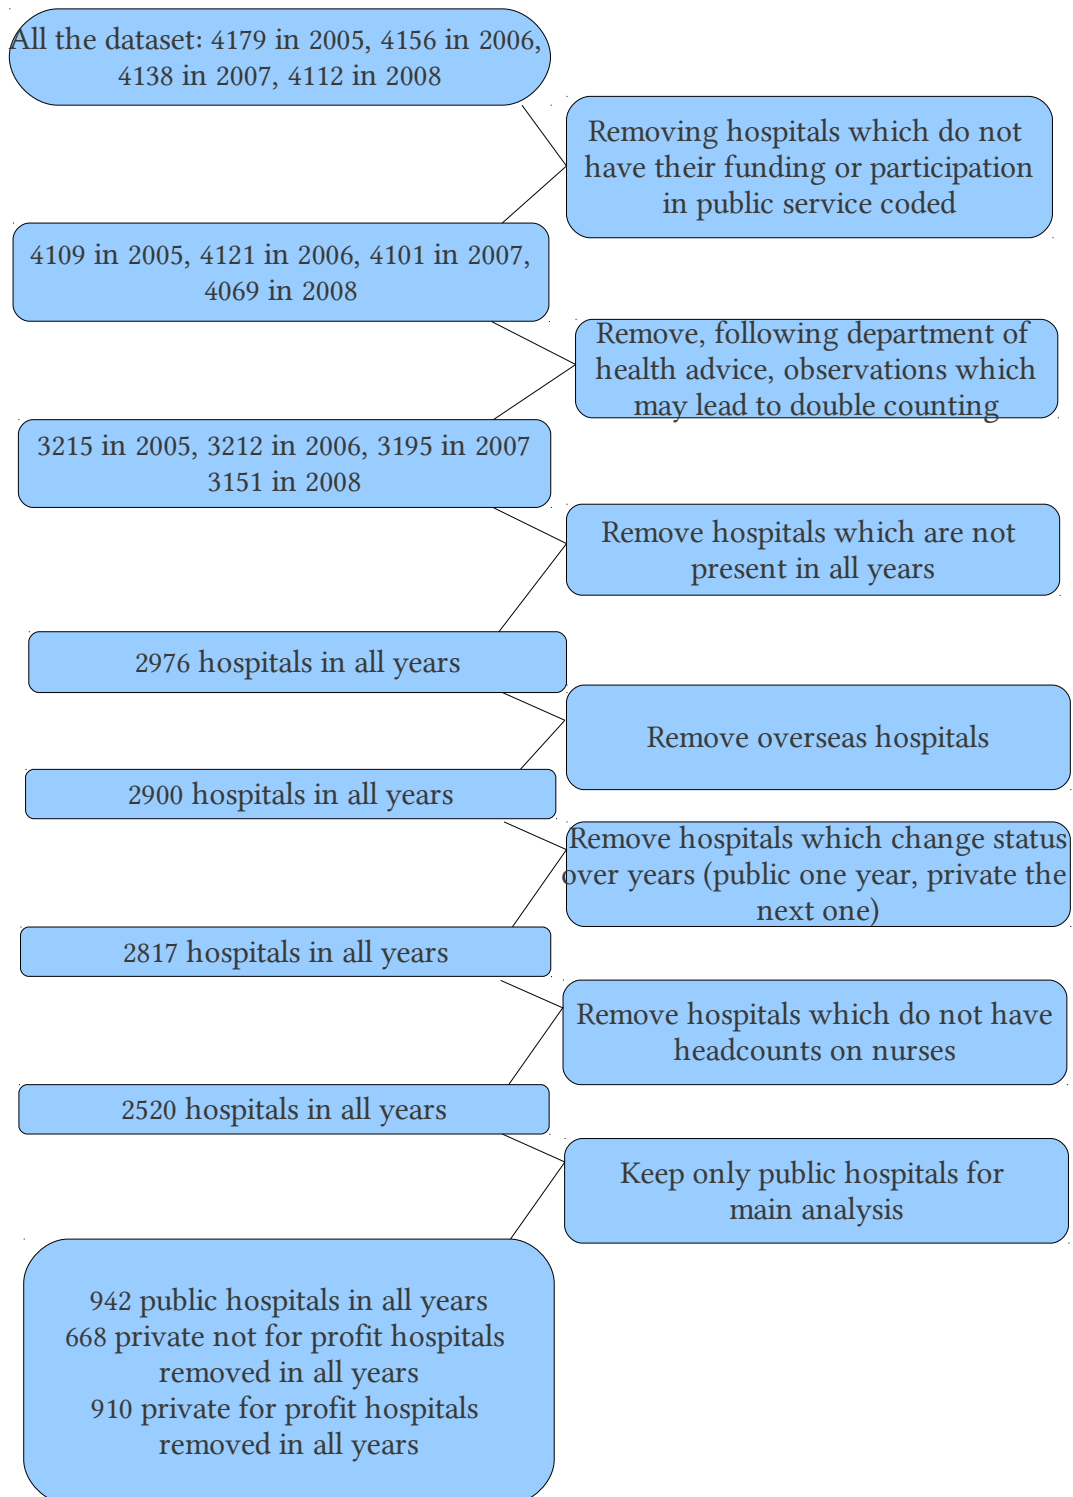 All the dataset: 4179 in 2005, 4156 in 2006,
4138 in 2007, 4112 in 2008
Removing hospitals which do not
have their funding or participation
in public service coded
4109 in 2005, 4121 in 2006, 4101 in 2007,
4069 in 2008
Remove, following department of
health advice, observations which
may lead to double counting
3215 in 2005, 3212 in 2006, 3195 in 2007
3151 in 2008
Remove hospitals which are not
present in all years
2976 hospitals in all years
Remove overseas hospitals
2900 hospitals in all years
Remove hospitals which change status
over years (public one year, private the
next one)
2817 hospitals in all years
Remove hospitals which do not have
headcounts on nurses
2520 hospitals in all years
Keep only public hospitals for
main analysis
942 public hospitals in all years
668 private not for profit hospitals
removed in all years
910 private for profit hospitals
removed in all years